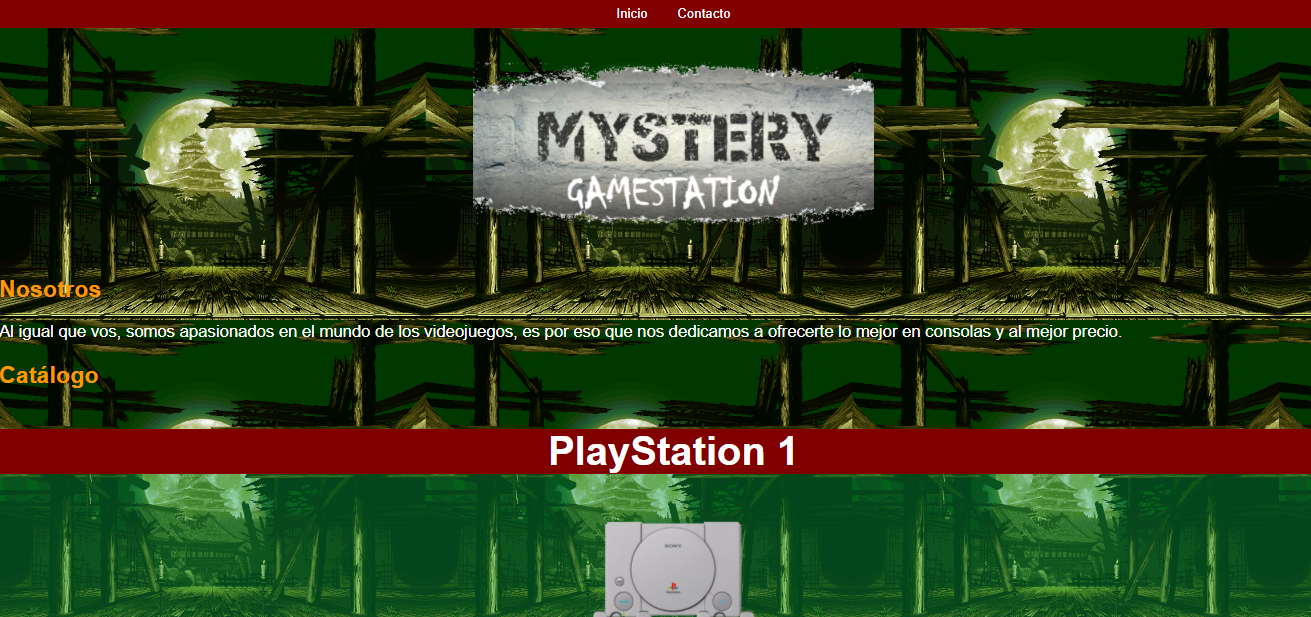 Inicio Contacto
MYSTERY
GAMESTATION
Nosotros
Al igual que vos, somos apasionados en el mundo de los videojuegos, es por eso que nos dedicamos a ofrecerte lo mejor en consolas y al mejor precio.
Catálogo
PlayStation 1
SONY
PlayStation